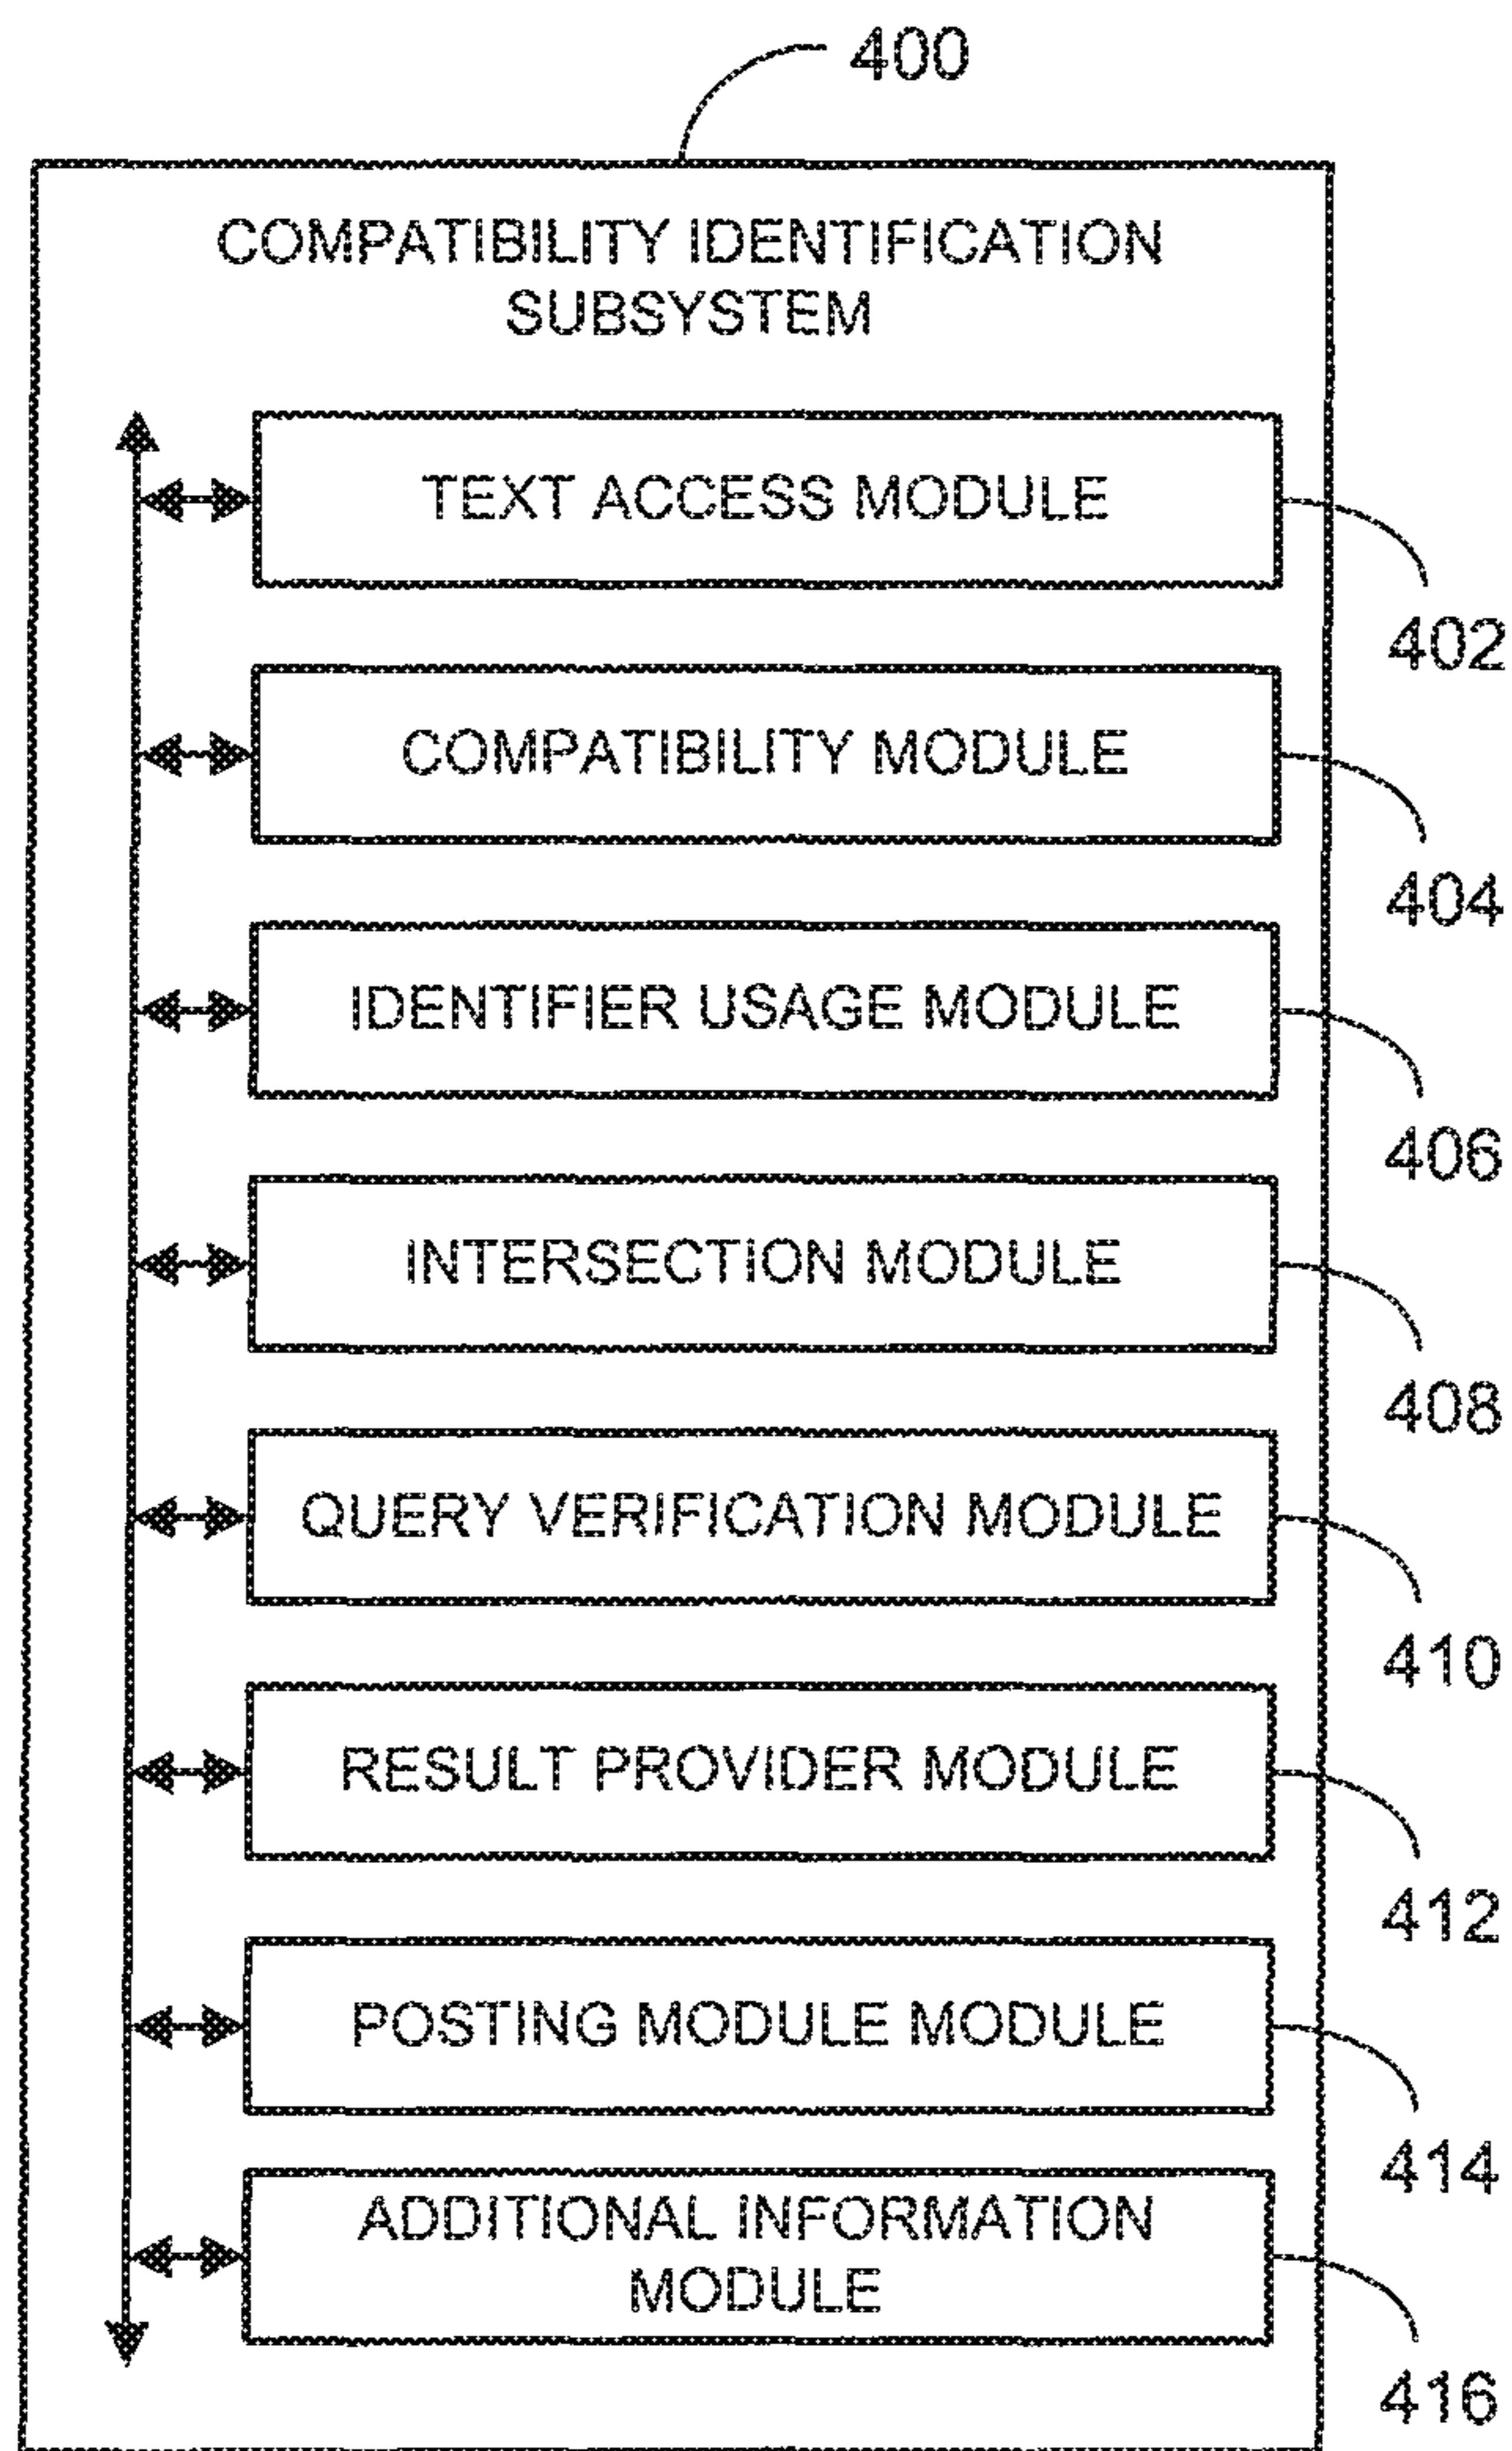 400
COMPATIBILITY IDENTIFICATION
SUBSYSTEM
TEXT ACCESS MODULE
402
COMPATIBILITY MODULE
404
IDENTIFIER USAGE MODULE
406
INTERSECTION MODULE
408
QUERY VERIFICATION MODULE
410
RESULT PROVIDER MODULE
412
POSTING MODULE MODULE
414
ADDITIONAL INFORMATION
MODULE
416